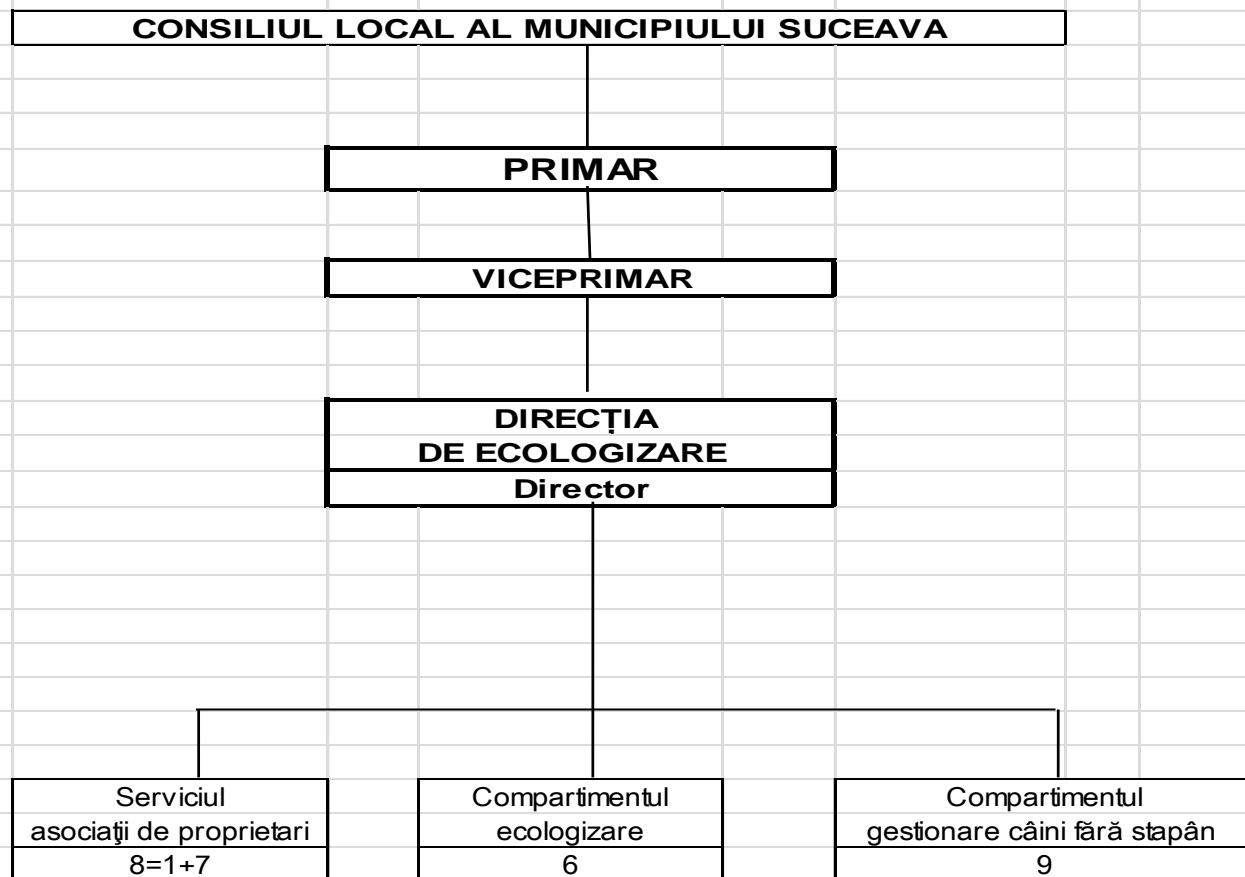 CONSILIUL LOCAL AL MUNICIPIULUI SUCEAVA
PRIMAR
VICEPRIMAR
DIRECȚIA
DE ECOLOGIZARE
Director
Serviciul
asociaţii de proprietari
8=1+7
Compartimentul
ecologizare
6
Compartimentul
gestionare câini fără stapân
9